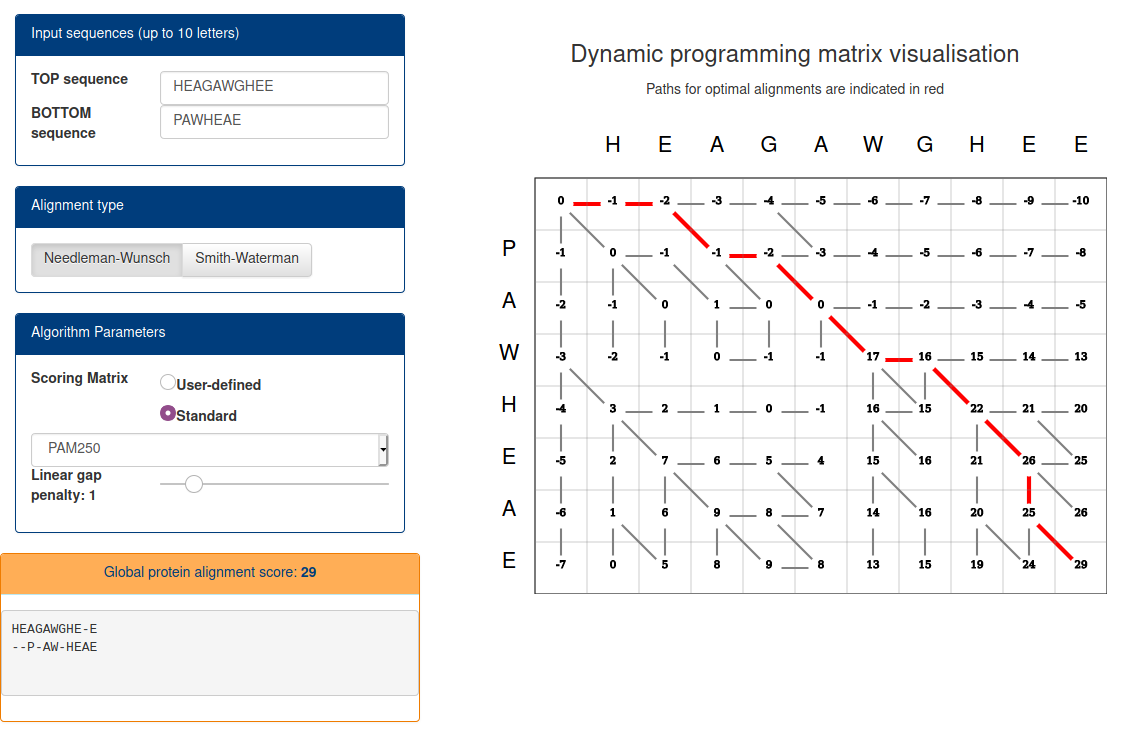 Input sequences (up to 10 letters)
TOP sequence
HEAGAWGHEE
BOTTOM
sequence
PAWHEAE
Alignment type
Needleman-Wunsch
Smith-Waterman
Algorithm Parameters
Scoring Matrix
User-defined
Standard
PAM250
Linear gap
penalty: 1
Global protein alignment score: 29
HEAGAWGHE-E
--P-AW-HEAE
Dynamic programming matrix visualisation
Paths for optimal alignments are indicated in red
H E A G A W G H E E
0 -1 -2 -3 -4 -5 -6 -7 -8 -9 -10
P -1 0 -1 -1 -2 -3 -4 -5 -6 -7 -8
A -2 -1 0 1 0 0 -1 -2 -3 -4 -5
W -3 -2 -1 0 -1 -1 17 16 15 14 13
H -4 3 2 1 0 -1 16 15 22 21 20
E -5 2 7 6 5 4 15 16 21 26 25
A -6 1 6 9 8 7 14 16 20 25 26
E -7 0 5 8 9 8 13 15 19 24 29